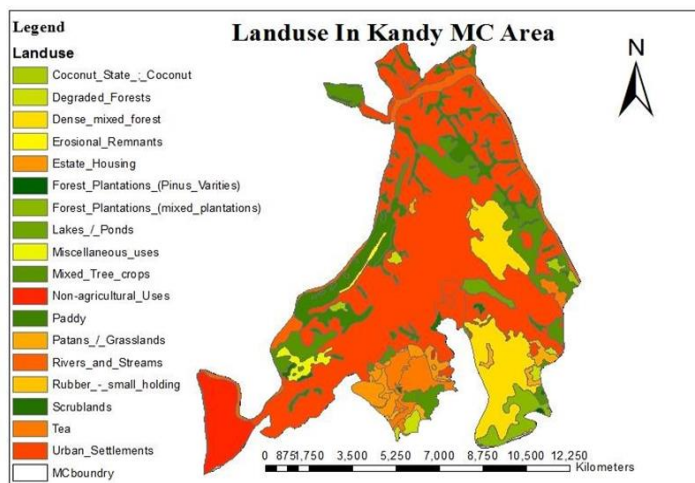 Legend
Landuse In Kandy MC Area
Landuse
N
Coconut_State_;_Coconut
Degraded_Forests
Dense_mixed_forest
Erosional_Remnants
Estate_Housing
Forest_Plantations_(Pinus_Varities)
Forest_Plantations_(mixed_plantations)
Lakes_/_Ponds
Miscellaneous_uses
Mixed_Tree_crops
Non-agricultural_Uses
Paddy
Patans_/_Grasslands
Rivers_and_Streams
Rubber_-_small_holding
Scrublands
Tea
Urban_Settlements
MCboundry
0 8751,750 3,500 5,250 7,000 8,750 10,500 12,250
Kilometers